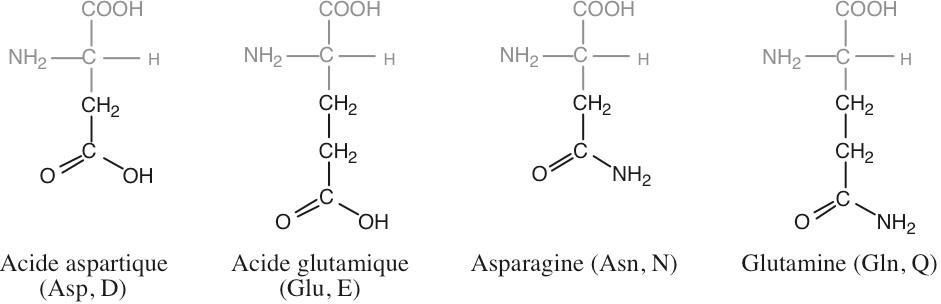 COOH COOH COOH COOH
NH2 C H NH2 C H NH2 C H NH2 C H
CH2 CH2 CH2 CH2
C CH2 C CH2
O OH O NH2
C C
O OH O NH2
Acide aspartique Acide glutamique Asparagine (Asn, N) Glutamine (Gln, Q)
(Asp, D) (Glu, E)